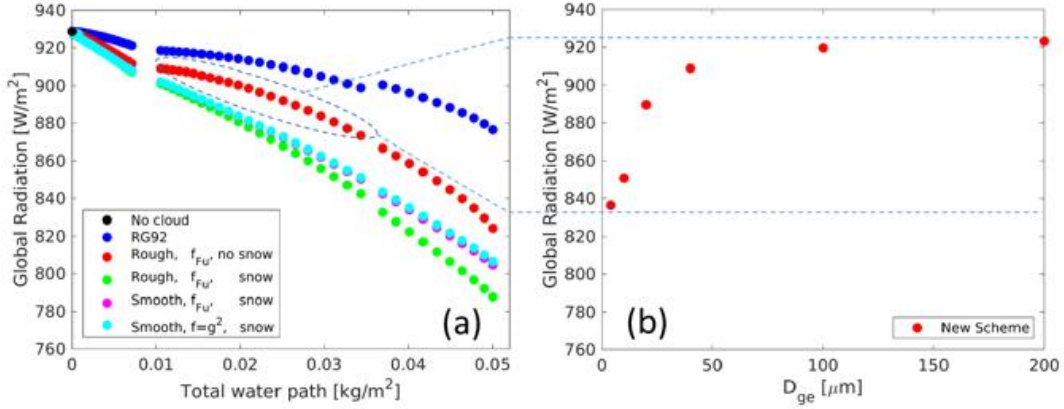 940
920
900
880
860
840
820
800
780
760
Global Radiation [W/m²]
No cloud
RG92
Rough, f_Fu, no snow
Rough, f_Fu, snow
Smooth, f_Fu, snow
Smooth, f=g², snow
(a)
0 0.01 0.02 0.03 0.04 0.05
Total water path [kg/m²]
940
920
900
880
860
840
820
800
780
760
Global Radiation [W/m²]
(b)
New Scheme
0 50 100 150 200
D_ge [μm]